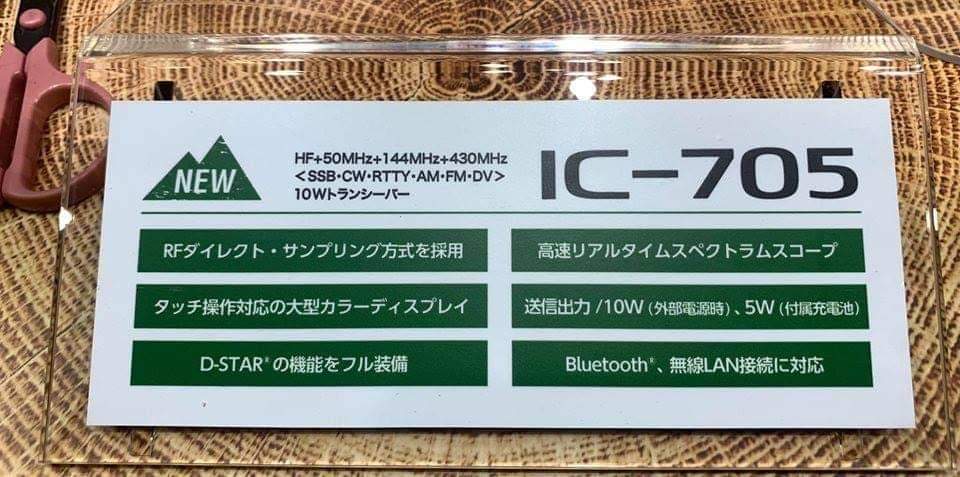 NEW
HF+50MHz+144MHz+430MHz
<SSB・CW・RTTY・AM・FM・DV>
10Wトランシーバー
IC-705
RFダイレクト・サンプリング方式を採用
高速リアルタイムスペクトラムスコープ
タッチ操作対応の大型カラーディスプレイ
送信出力/10W(外部電源時)、5W(付属充電池)
D-STAR®の機能をフル装備
Bluetooth®、無線LAN接続に対応